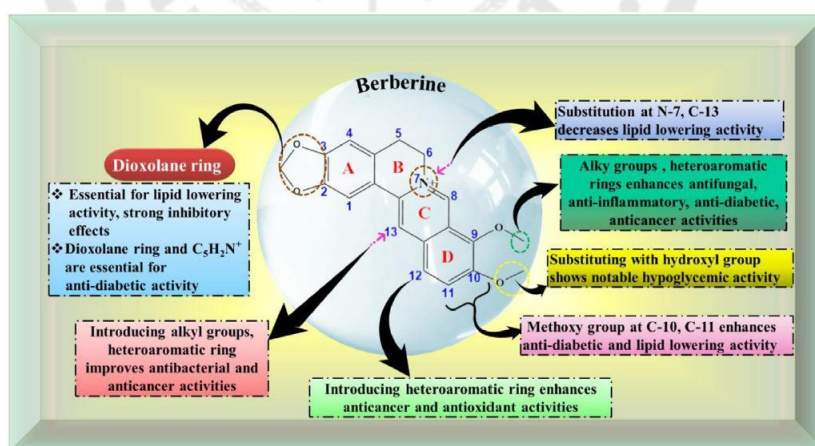 Berberine
Dioxolane ring
❖ Essential for lipid lowering
activity, strong inhibitory
effects
❖ Dioxolane ring and C₅H₂N⁺
are essential for
anti-diabetic activity
Introducing alkyl groups,
heteroaromatic ring
improves antibacterial and
anticancer activities
O
O
3
4
5
6
A
B
7
N
+
2
1
8
C
13
9
O
D
12
10
O
11
Substitution at N-7, C-13
decreases lipid lowering activity
Alky groups , heteroaromatic
rings enhances antifungal,
anti-inflammatory, anti-diabetic,
anticancer activities
Substituting with hydroxyl group
shows notable hypoglycemic activity
Methoxy group at C-10, C-11 enhances
anti-diabetic and lipid lowering activity
Introducing heteroaromatic ring enhances
anticancer and antioxidant activities